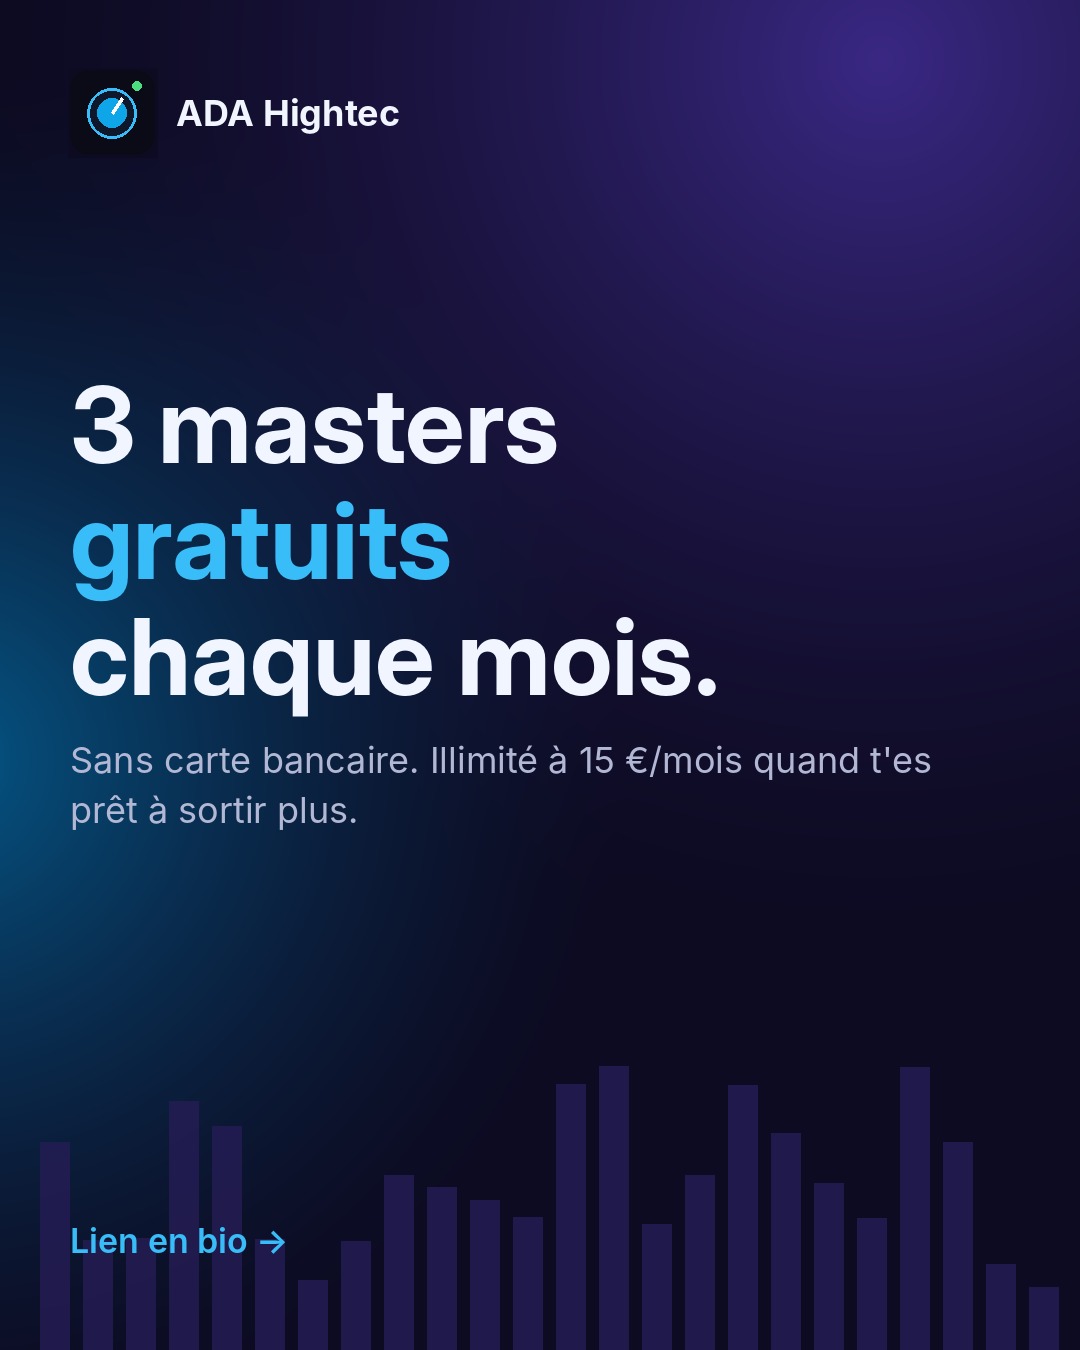 ADA Hightec
3 masters
gratuits
chaque mois.
Sans carte bancaire. Illimité à 15 €/mois quand t'es
prêt à sortir plus.
Lien en bio →